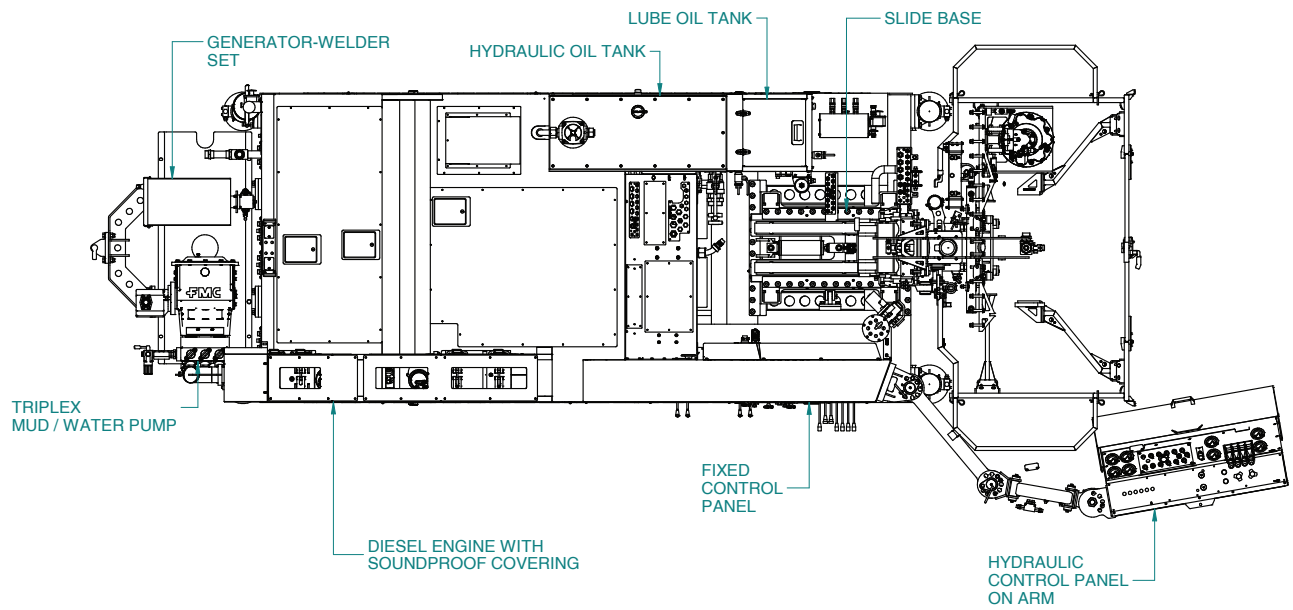 LUBE OIL TANK
SLIDE BASE
GENERATOR-WELDER
SET
HYDRAULIC OIL TANK
FMC
TRIPLEX
MUD / WATER PUMP
FIXED
CONTROL
PANEL
DIESEL ENGINE WITH
SOUNDPROOF COVERING
HYDRAULIC
CONTROL PANEL
ON ARM